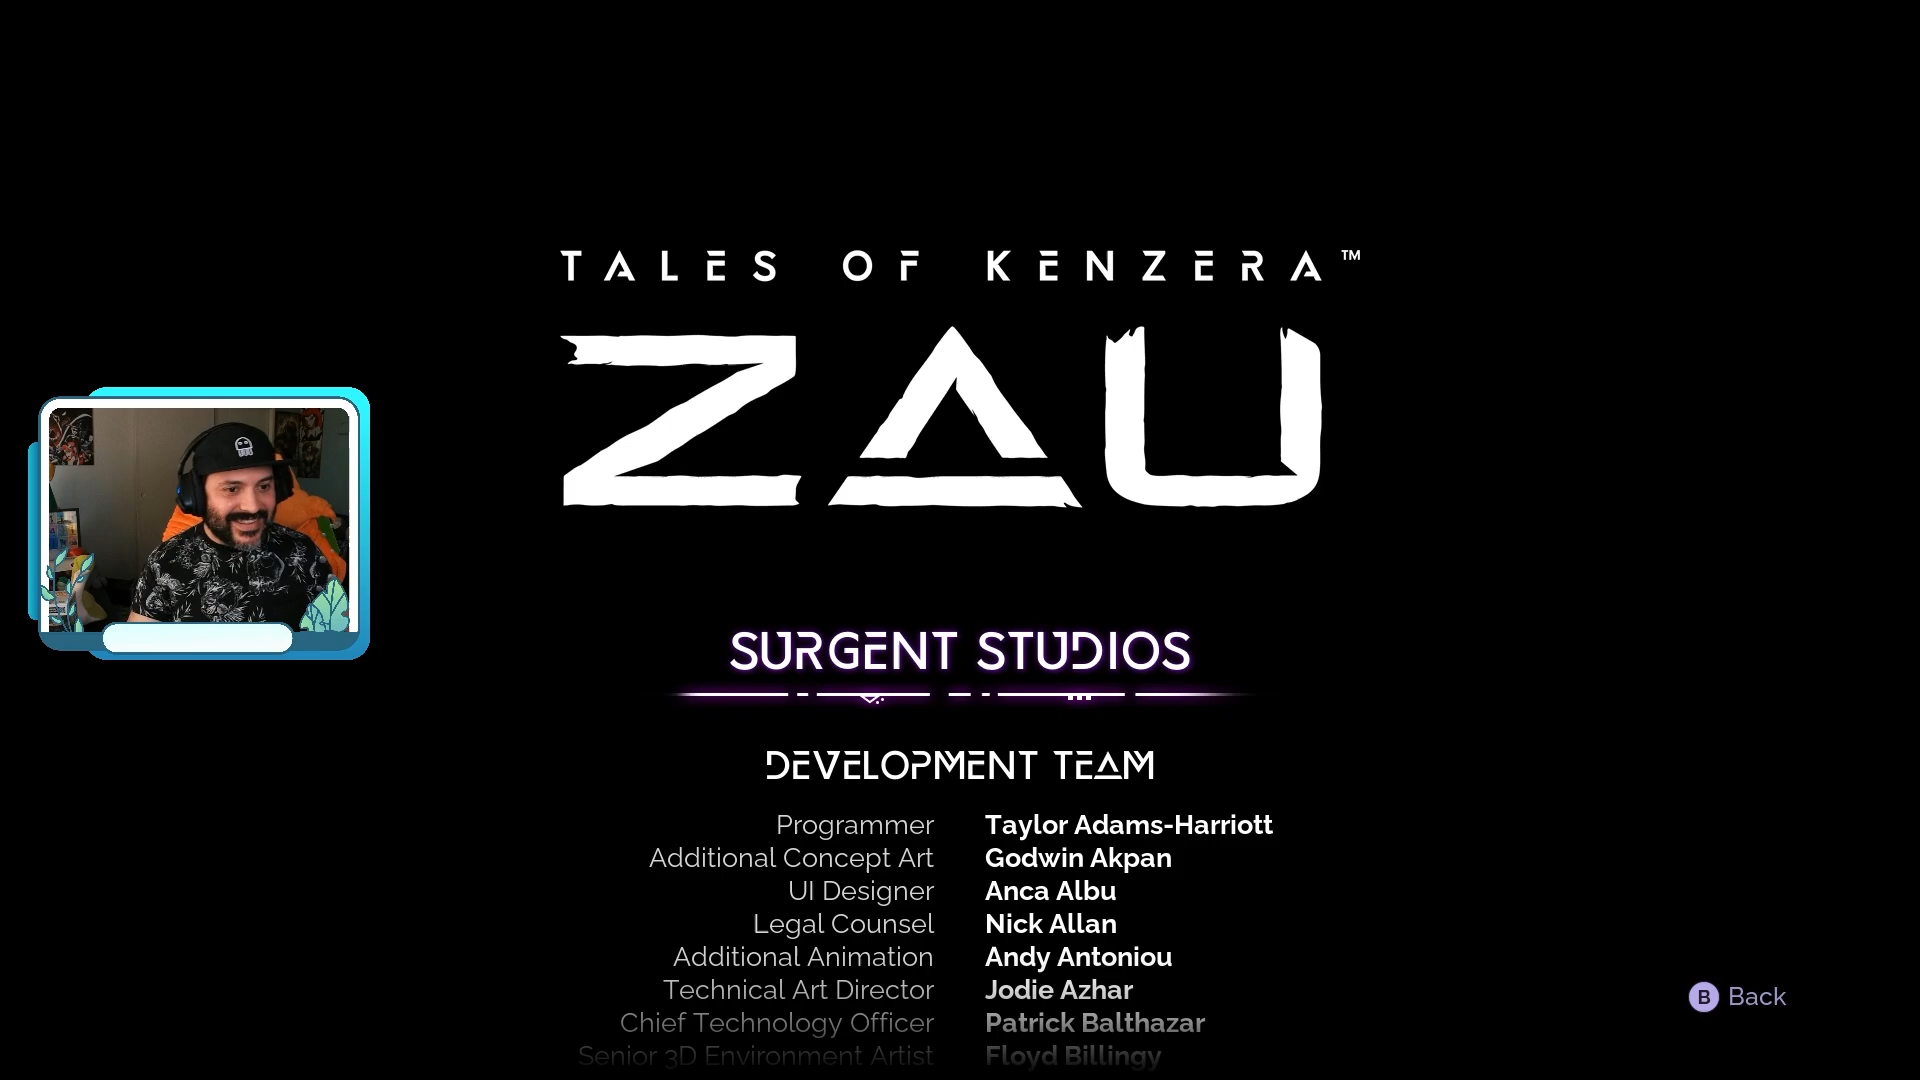 TALES OF KENZERA™
ZAU
SURGENT STUDIOS
DEVELOPMENT TEAM
Programmer Taylor Adams-Harriott
Additional Concept Art Godwin Akpan
UI Designer Anca Albu
Legal Counsel Nick Allan
Additional Animation Andy Antoniou
Technical Art Director Jodie Azhar
Chief Technology Officer Patrick Balthazar
Senior 3D Environment Artist Floyd Billingy
B Back